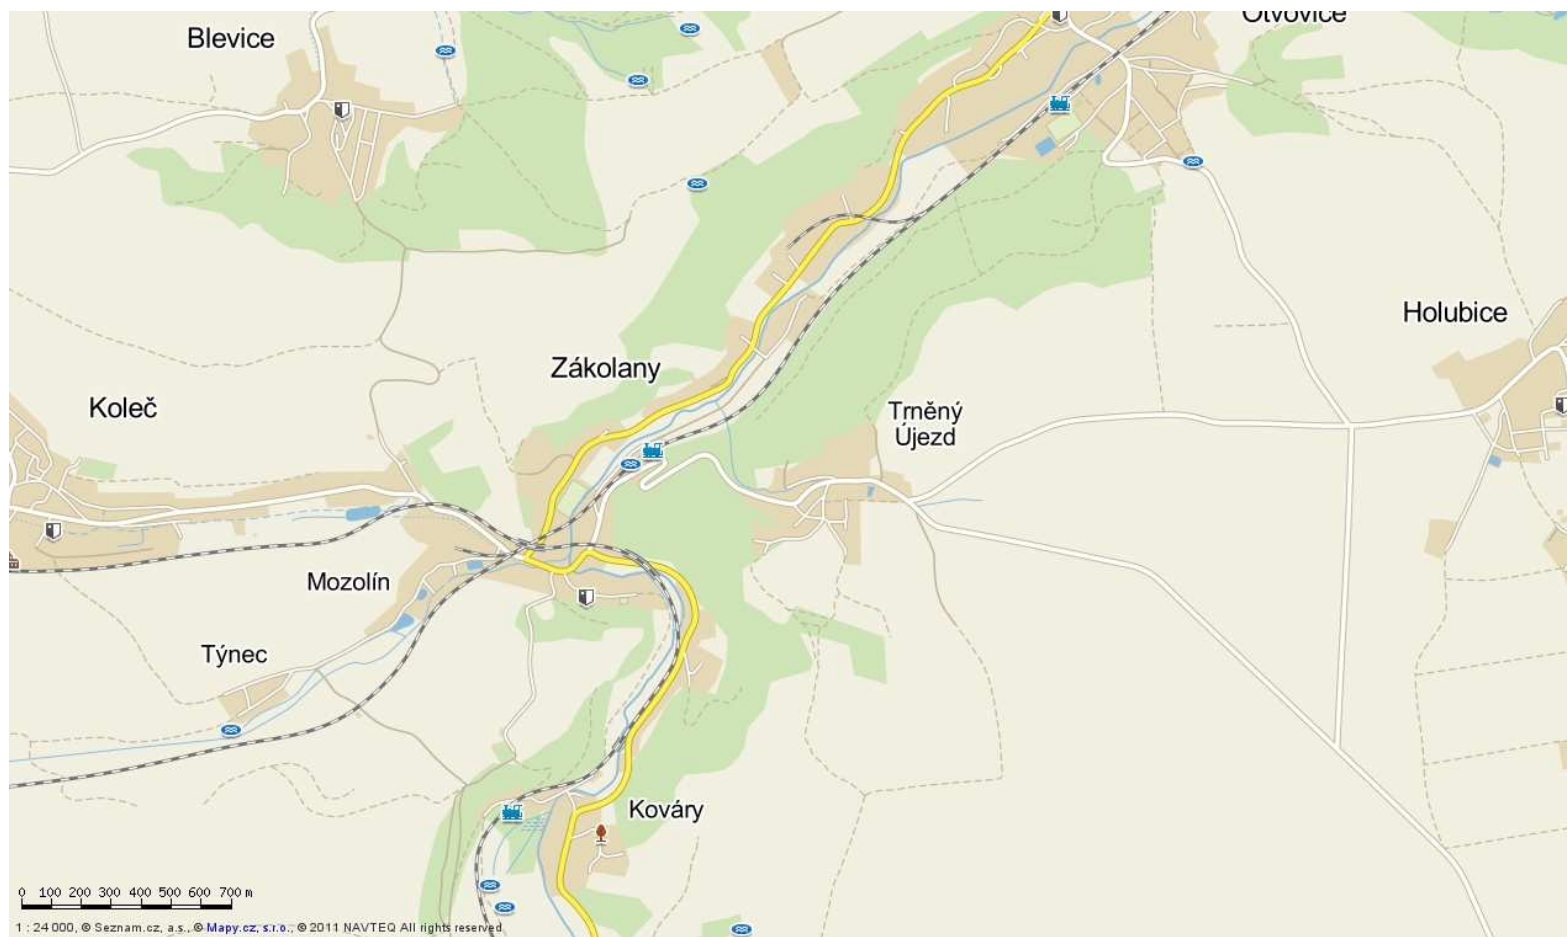 Otvovice
Blevice
Holubice
Zákolany
Koleč
Trněný
Újezd
Mozolín
Týnec
Kováry
0 100 200 300 400 500 600 700 m
1 : 24 000, © Seznam.cz, a.s., © Mapy.cz, s.r.o., © 2011 NAVTEQ All rights reserved